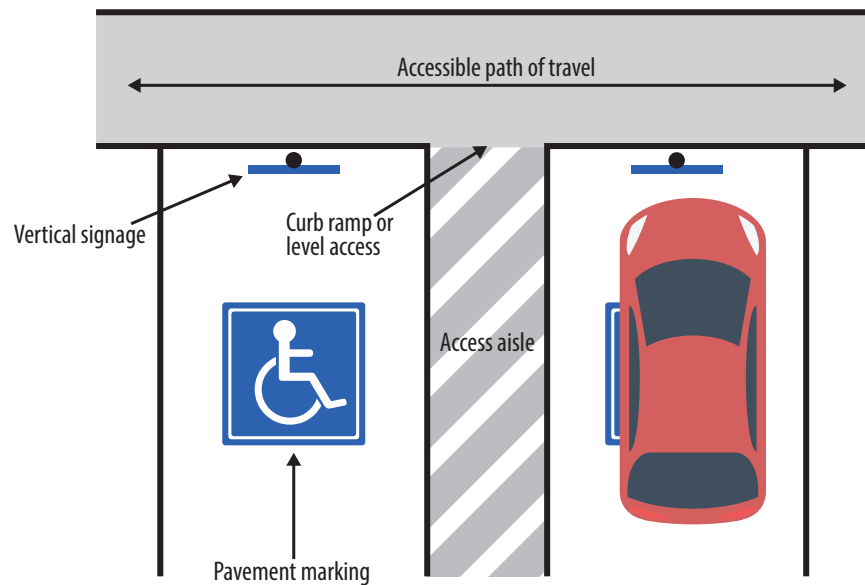 Accessible path of travel
Vertical signage
Curb ramp or
level access
Access aisle
Pavement marking